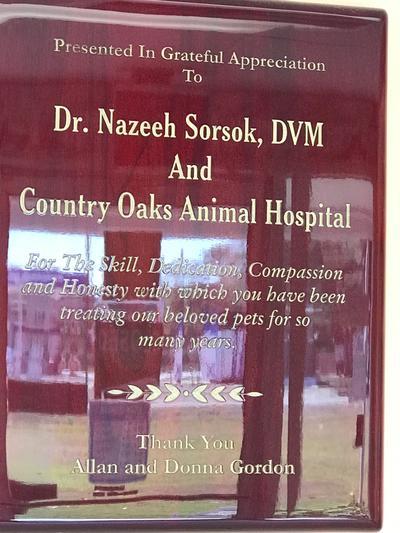 Presented In Grateful Appreciation
To
Dr. Nazeeh Sorsok, DVM
And
Country Oaks Animal Hospital
For The Skill, Dedication, Compassion
and Honesty with which you have been
treating our beloved pets for so
many years.
Thank You
Allan and Donna Gordon